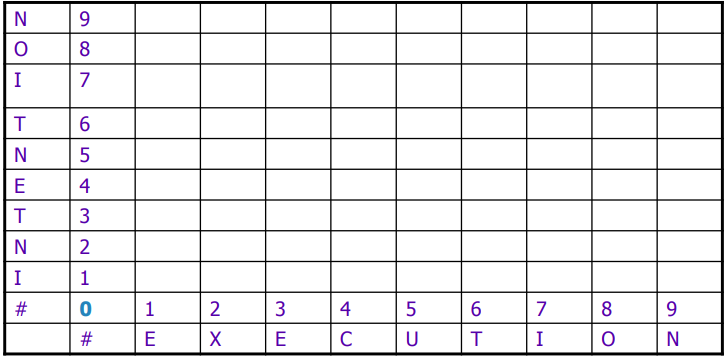 N 9
O 8
I 7
T 6
N 5
E 4
T 3
N 2
I 1
# 0 1 2 3 4 5 6 7 8 9
# E X E C U T I O N